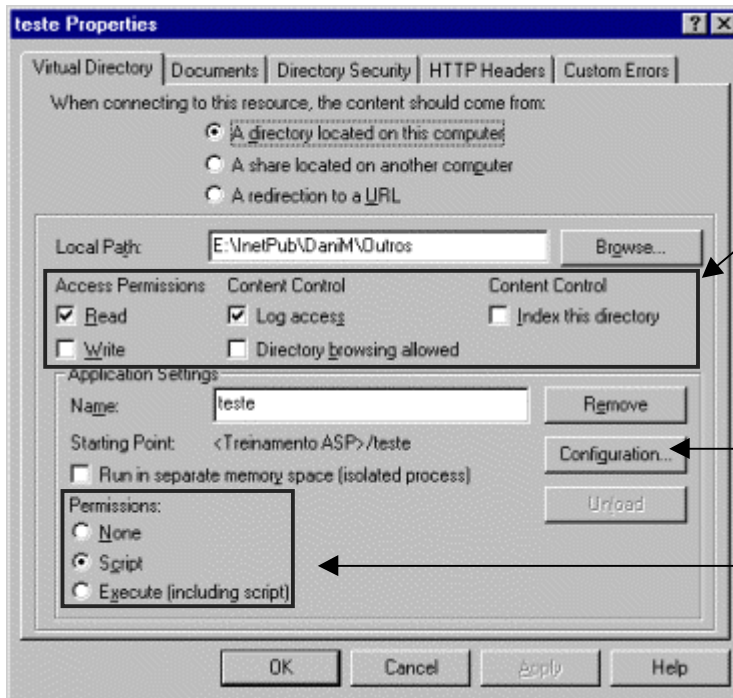 teste Properties
Virtual Directory Documents Directory Security HTTP Headers Custom Errors
When connecting to this resource, the content should come from:
A directory located on this computer
A share located on another computer
A redirection to a URL
Local Path: E:\InetPub\DaniM\Outros Browse...
Access Permissions Content Control Content Control
Read Log access Index this directory
Write Directory browsing allowed
Application Settings
Name: teste Remove
Starting Point: <Treinamento ASP>/teste Configuration...
Run in separate memory space (isolated process)
Permissions: Unload
None
Script
Execute (including script)
OK Cancel Apply Help